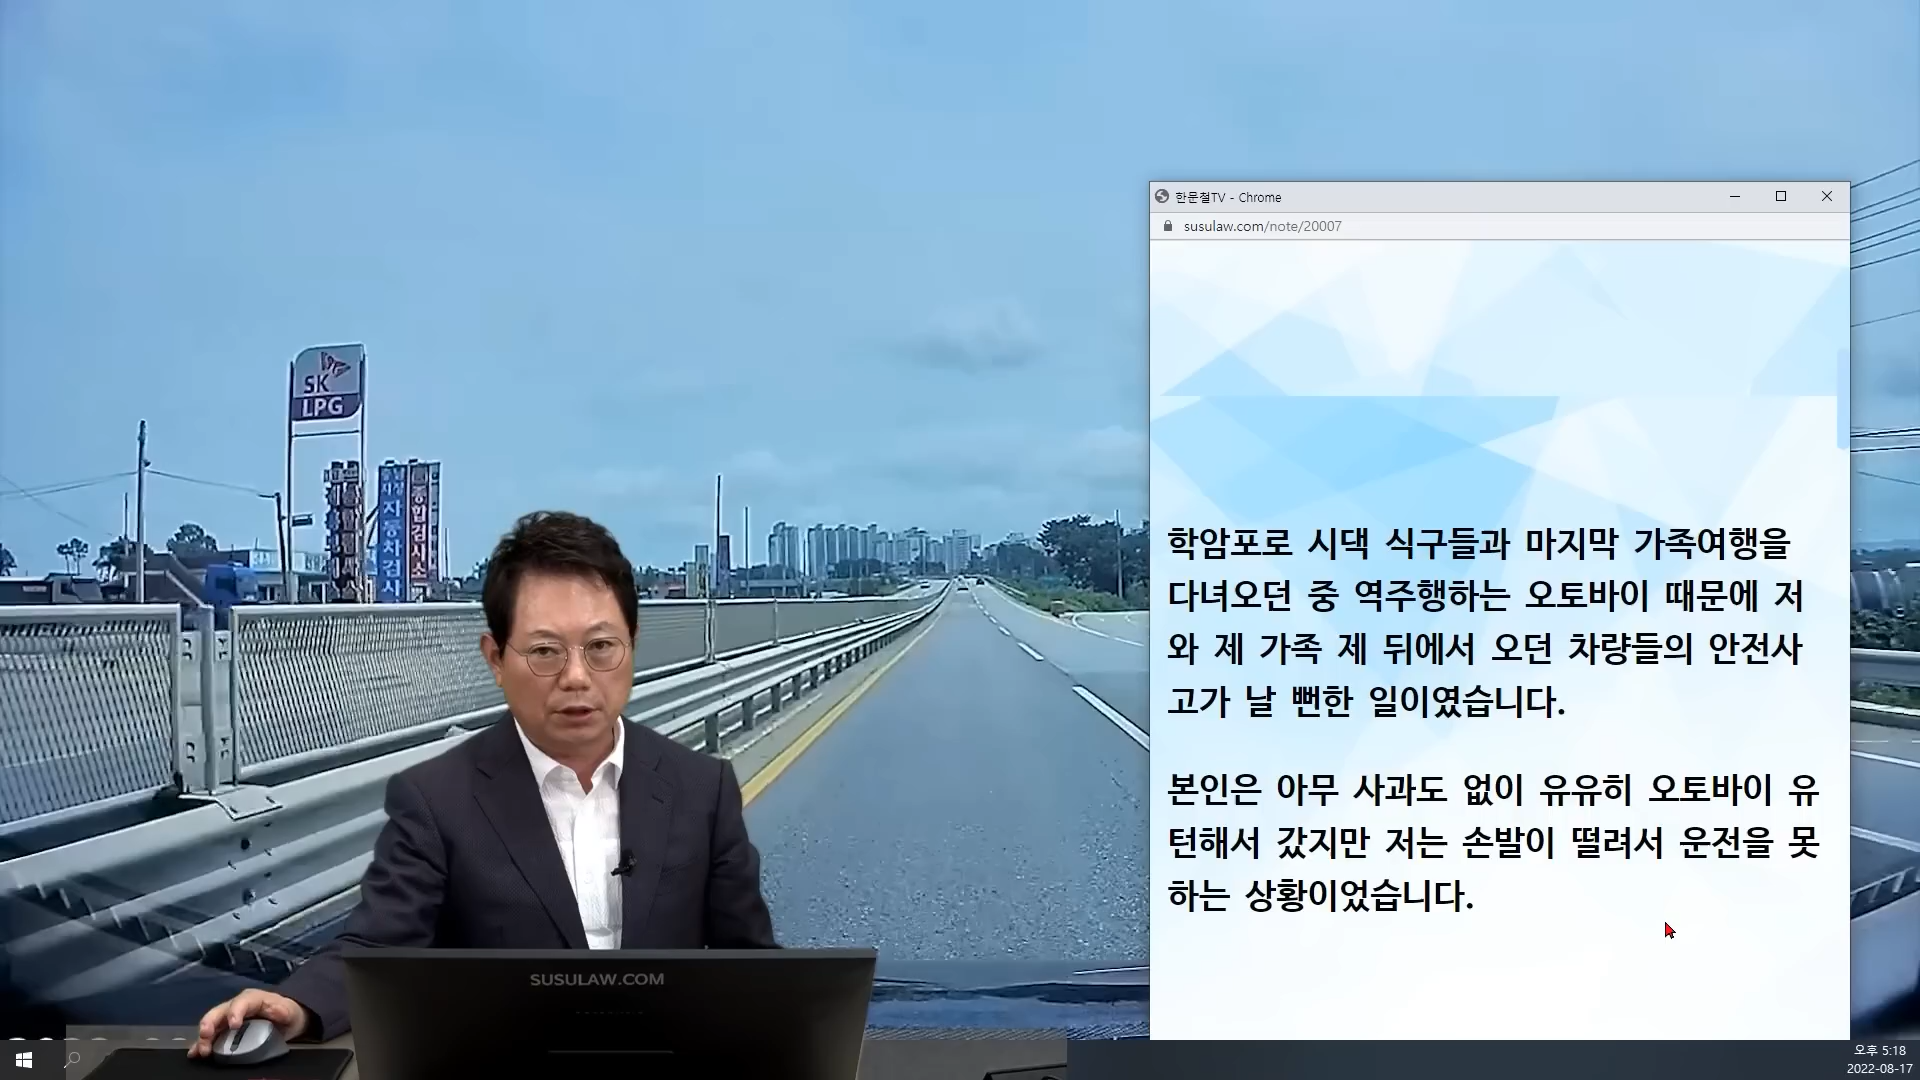 SK
LPG
자동차검사
종합검사소
한문철TV - Chrome
susulaw.com/note/20007
학암포로 시댁 식구들과 마지막 가족여행을
다녀오던 중 역주행하는 오토바이 때문에 저
와 제 가족 제 뒤에서 오던 차량들의 안전사
고가 날 뻔한 일이였습니다.
본인은 아무 사과도 없이 유유히 오토바이 유
턴해서 갔지만 저는 손발이 떨려서 운전을 못
하는 상황이었습니다.
SUSULAW.COM
오후 5:18
2022-08-17